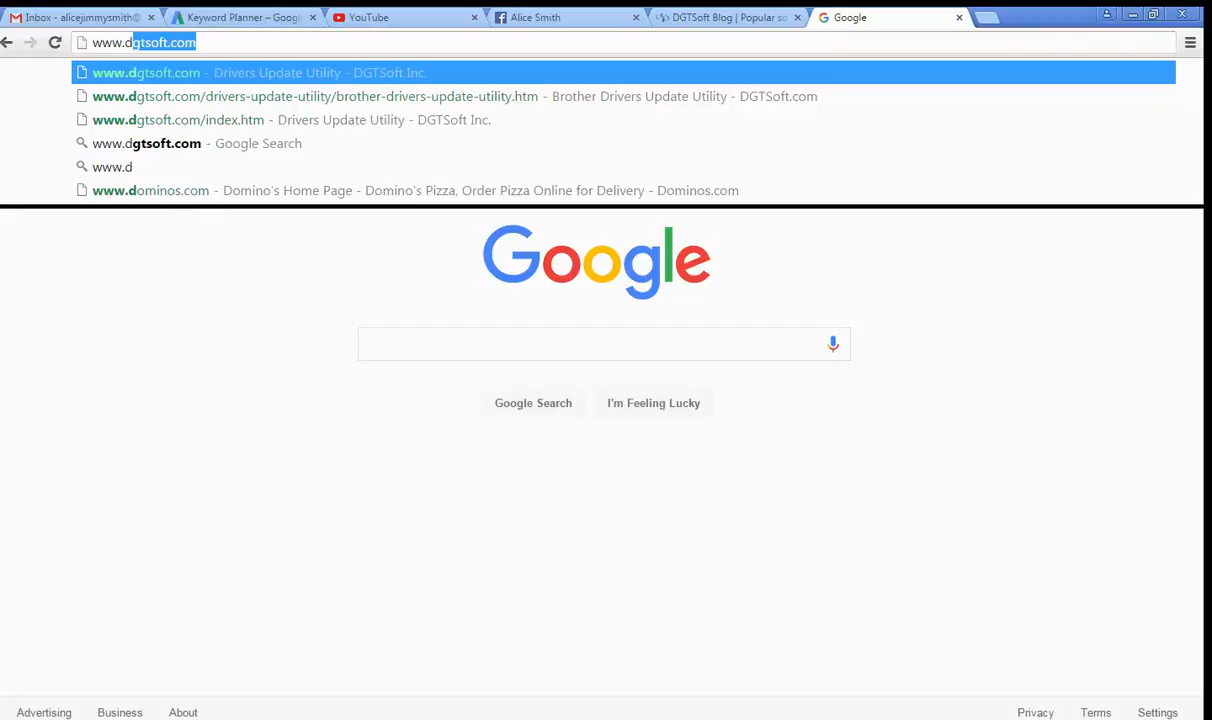 Inbox - alicejimmysmith@ Keyword Planner – Googl YouTube Alice Smith DGTSoft Blog | Popular so Google
www.dgtsoft.com
www.dgtsoft.com - Drivers Update Utility - DGTSoft Inc.
www.dgtsoft.com/drivers-update-utility/brother-drivers-update-utility.htm - Brother Drivers Update Utility - DGTSoft.com
www.dgtsoft.com/index.htm - Drivers Update Utility - DGTSoft Inc.
www.dgtsoft.com - Google Search
www.d
www.dominos.com - Domino's Home Page - Domino's Pizza, Order Pizza Online for Delivery - Dominos.com
Google
Google Search I'm Feeling Lucky
Advertising Business About Privacy Terms Settings